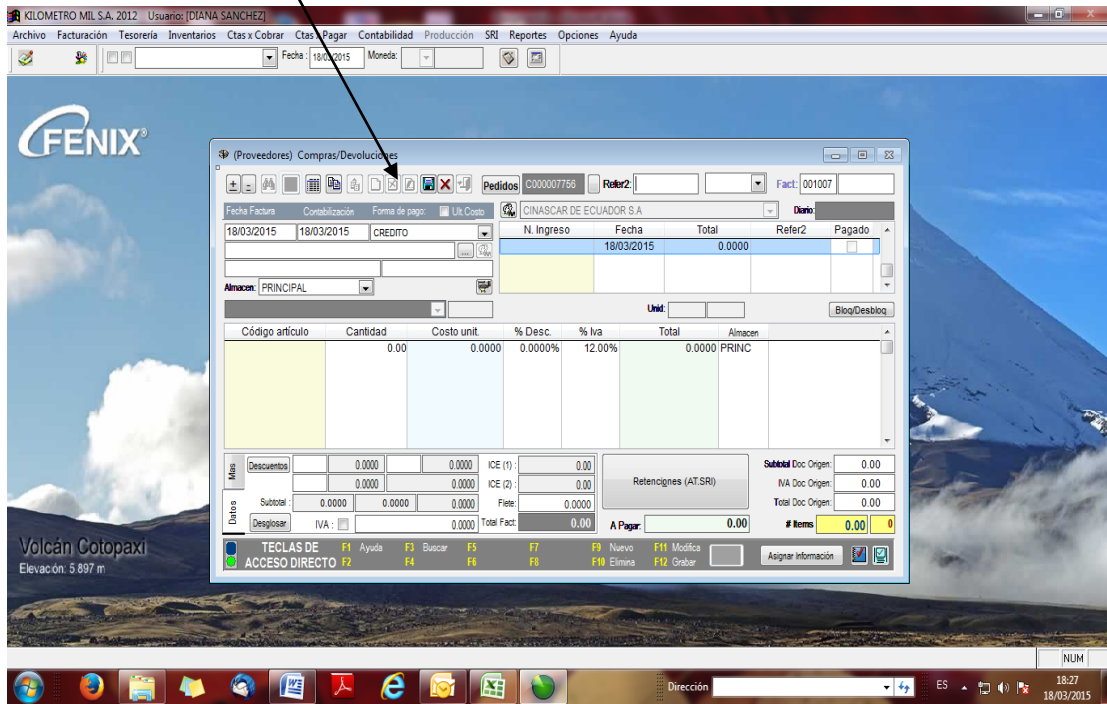 KILOMETRO MIL S.A. 2012 Usuario: [DIANA SANCHEZ]
Archivo Facturación Tesorería Inventarios Ctas x Cobrar Ctas x Pagar Contabilidad Producción SRI Reportes Opciones Ayuda
Fecha : 18/03/2015 Moneda:
FENIX®
(Proveedores) Compras/Devoluciones
Pedidos C000007756 Refer2: Fact: 001007
Fecha Factura Contabilización Forma de pago: Ult.Costo CINASCAR DE ECUADOR S.A Diario:
18/03/2015 18/03/2015 CREDITO
N. Ingreso Fecha Total Refer2 Pagado
18/03/2015 0.0000
Almacen: PRINCIPAL
Unid: Bloq/Desbloq
Código artículo Cantidad Costo unit. % Desc. % Iva Total Almacen
0.00 0.0000 0.0000% 12.00% 0.0000 PRINC
Mas Descuentos 0.0000 0.0000 ICE (1) : 0.00 Retenciones (AT.SRI) Subtotal Doc Origen: 0.00
0.0000 0.0000 ICE (2) : 0.00 IVA Doc Origen: 0.00
Datos Subtotal : 0.0000 0.0000 0.0000 Flete: 0.0000 Total Doc Origen: 0.00
Desglosar IVA : 0.0000 Total Fact: 0.00 A Pagar: 0.00 # Items 0.00 0
TECLAS DE F1 Ayuda F3 Buscar F5 F7 F9 Nuevo F11 Modifica
ACCESO DIRECTO F2 F4 F6 F8 F10 Elimina F12 Grabar Asignar Información
Volcán Cotopaxi
Elevación: 5 897 m
NUM
Dirección ES 18:27
18/03/2015